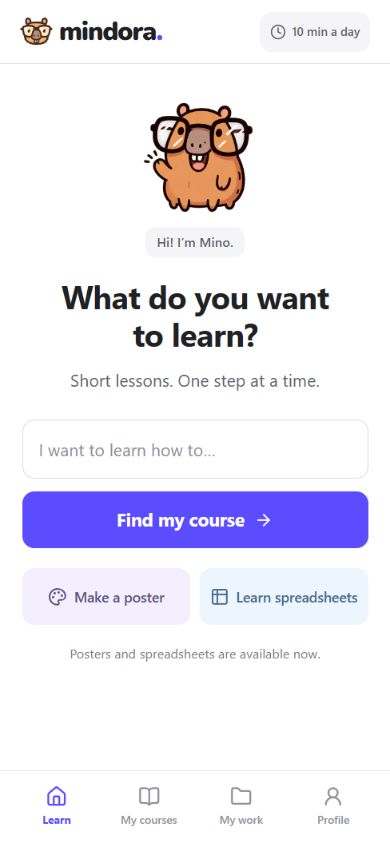 mindora.
10 min a day
Hi! I'm Mino.
What do you want
to learn?
Short lessons. One step at a time.
I want to learn how to...
Find my course
Make a poster
Learn spreadsheets
Posters and spreadsheets are available now.
Learn
My courses
My work
Profile